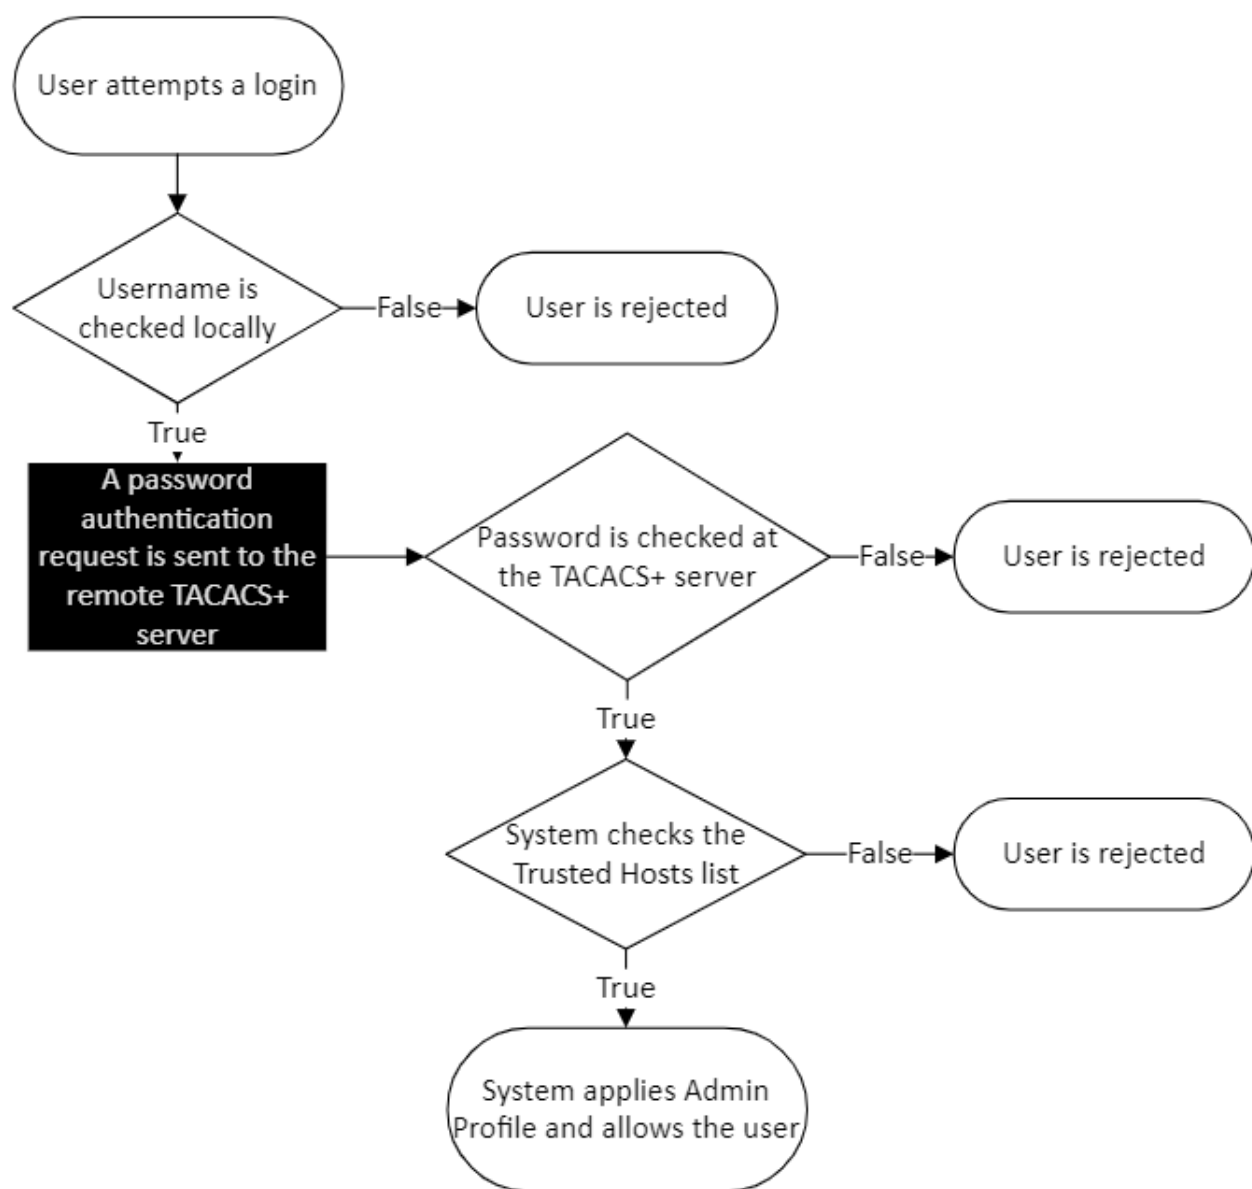 User attempts a login
Username is
checked locally
False
User is rejected
True
A password
authentication
request is sent to the
remote TACACS+
server
Password is checked at
the TACACS+ server
False
User is rejected
True
System checks the
Trusted Hosts list
False
User is rejected
True
System applies Admin
Profile and allows the user